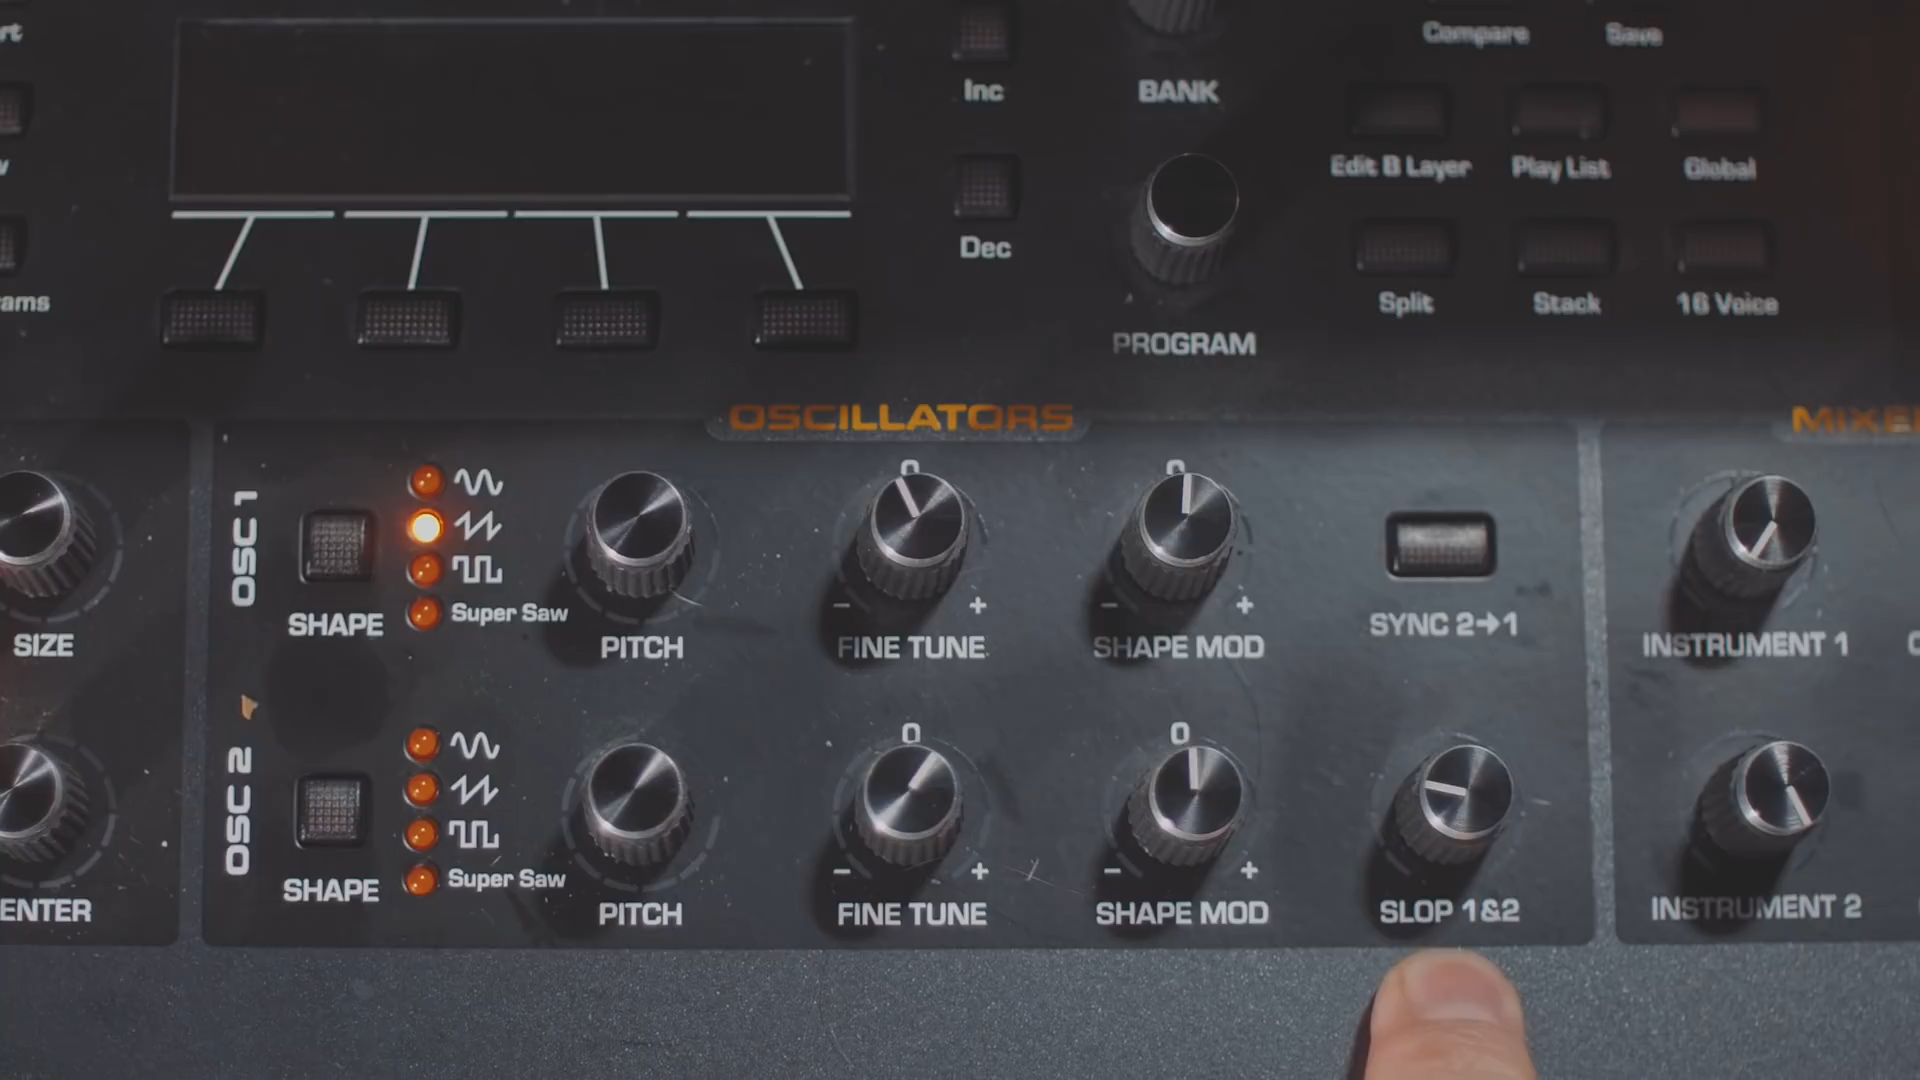 Compare Save
Inc BANK
Edit B Layer Play List Global
Dec
Split Stack 16 Voice
PROGRAM
OSCILLATORS
OSC 1
0 0
Super Saw
SHAPE
- + - +
SIZE PITCH FINE TUNE SHAPE MOD SYNC 2→1 INSTRUMENT 1
OSC 2
0 0
Super Saw
SHAPE
- + - +
PITCH FINE TUNE SHAPE MOD SLOP 1&2 INSTRUMENT 2